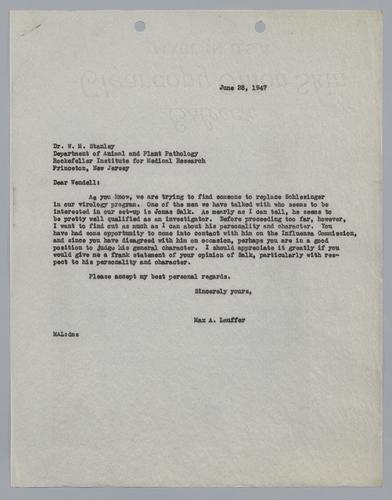 June 28, 1947
Dr. W. M. Stanley
Department of Animal and Plant Pathology
Rockefeller Institute for Medical Research
Princeton, New Jersey
Dear Wendell:
As you know, we are trying to find someone to replace Schlesinger
in our virology program. One of the men we have talked with who seems to be
interested in our set-up is Jonas Salk. As nearly as I can tell, he seems to
be pretty well qualified as an investigator. Before proceeding too far, however,
I want to find out as much as I can about his personality and character. You
have had some opportunity to come into contact with him on the Influenza Commission,
and since you have disagreed with him on occasion, perhaps you are in a good
position to judge his general character. I should appreciate it greatly if you
would give me a frank statement of your opinion of Salk, particularly with res-
pect to his personality and character.
Please accept my best personal regards.
Sincerely yours,
Max A. Lauffer
MAL: